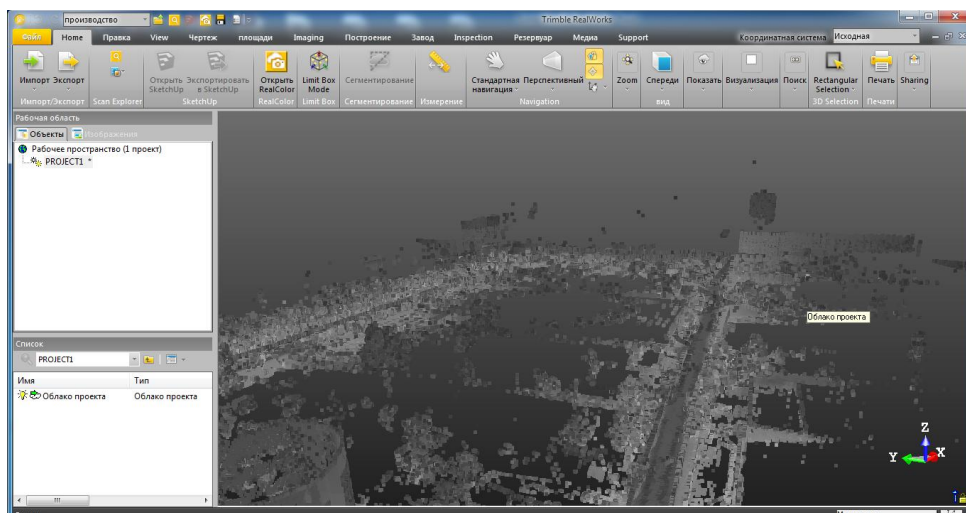 производство
Trimble RealWorks
Файл Home Правка View Чертеж площади Imaging Построение Завод Inspection Резервуар Медиа Support Координатная система Исходная
Импорт Экспорт Открыть SketchUp Экспортировать в SketchUp Открыть RealColor Limit Box Mode Сегментирование Стандартная навигация Перспективный Zoom Спереди Показать Визуализация Поиск Rectangular Selection Печать Sharing
Импорт/Экспорт Scan Explorer SketchUp RealColor Limit Box Сегментирование Измерение Navigation вид 3D Selection Печати
Рабочая область
Объекты Изображения
Рабочее пространство (1 проект)
PROJECT1 *
Облако проекта
Список
PROJECT1
Имя Тип
Облако проекта Облако проекта
Z
Y X